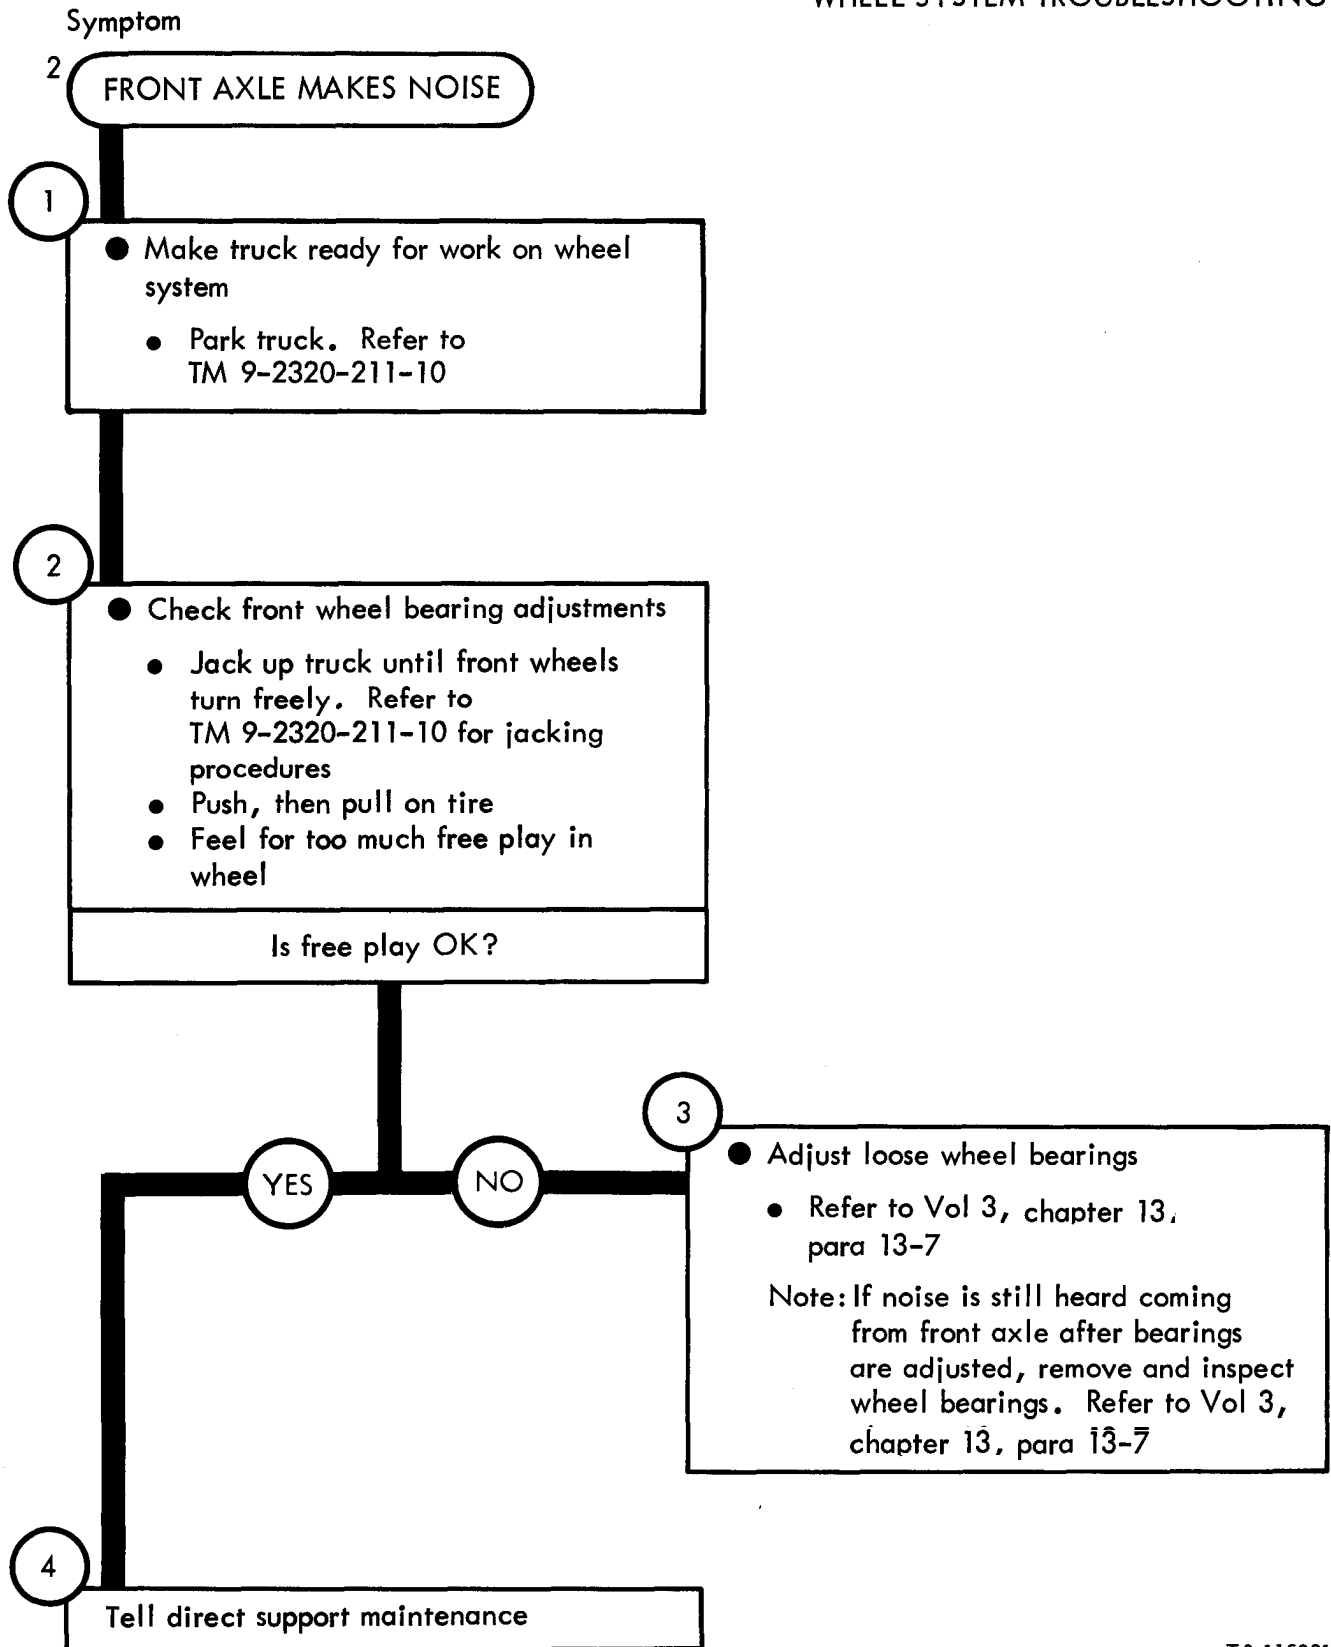 WHEEL SYSTEM TROUBLESHOOTING
Symptom
2
FRONT AXLE MAKES NOISE
1
● Make truck ready for work on wheel
system
● Park truck. Refer to
TM 9-2320-211-10
2
● Check front wheel bearing adjustments
● Jack up truck until front wheels
turn freely. Refer to
TM 9-2320-211-10 for jacking
procedures
● Push, then pull on tire
● Feel for too much free play in
wheel
Is free play OK?
YES
NO
3
● Adjust loose wheel bearings
● Refer to Vol 3, chapter 13,
para 13-7
Note: If noise is still heard coming
from front axle after bearings
are adjusted, remove and inspect
wheel bearings. Refer to Vol 3,
chapter 13, para 13-7
4
Tell direct support maintenance